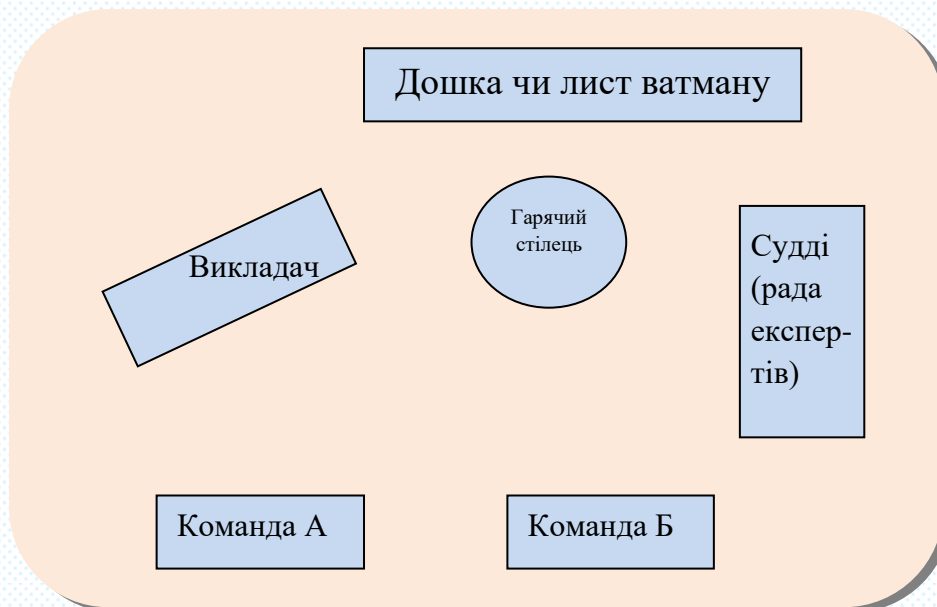 Дошка чи лист ватману
Гарячий
стілець
Викладач
Судді
(рада
експер-
тів)
Команда А
Команда Б